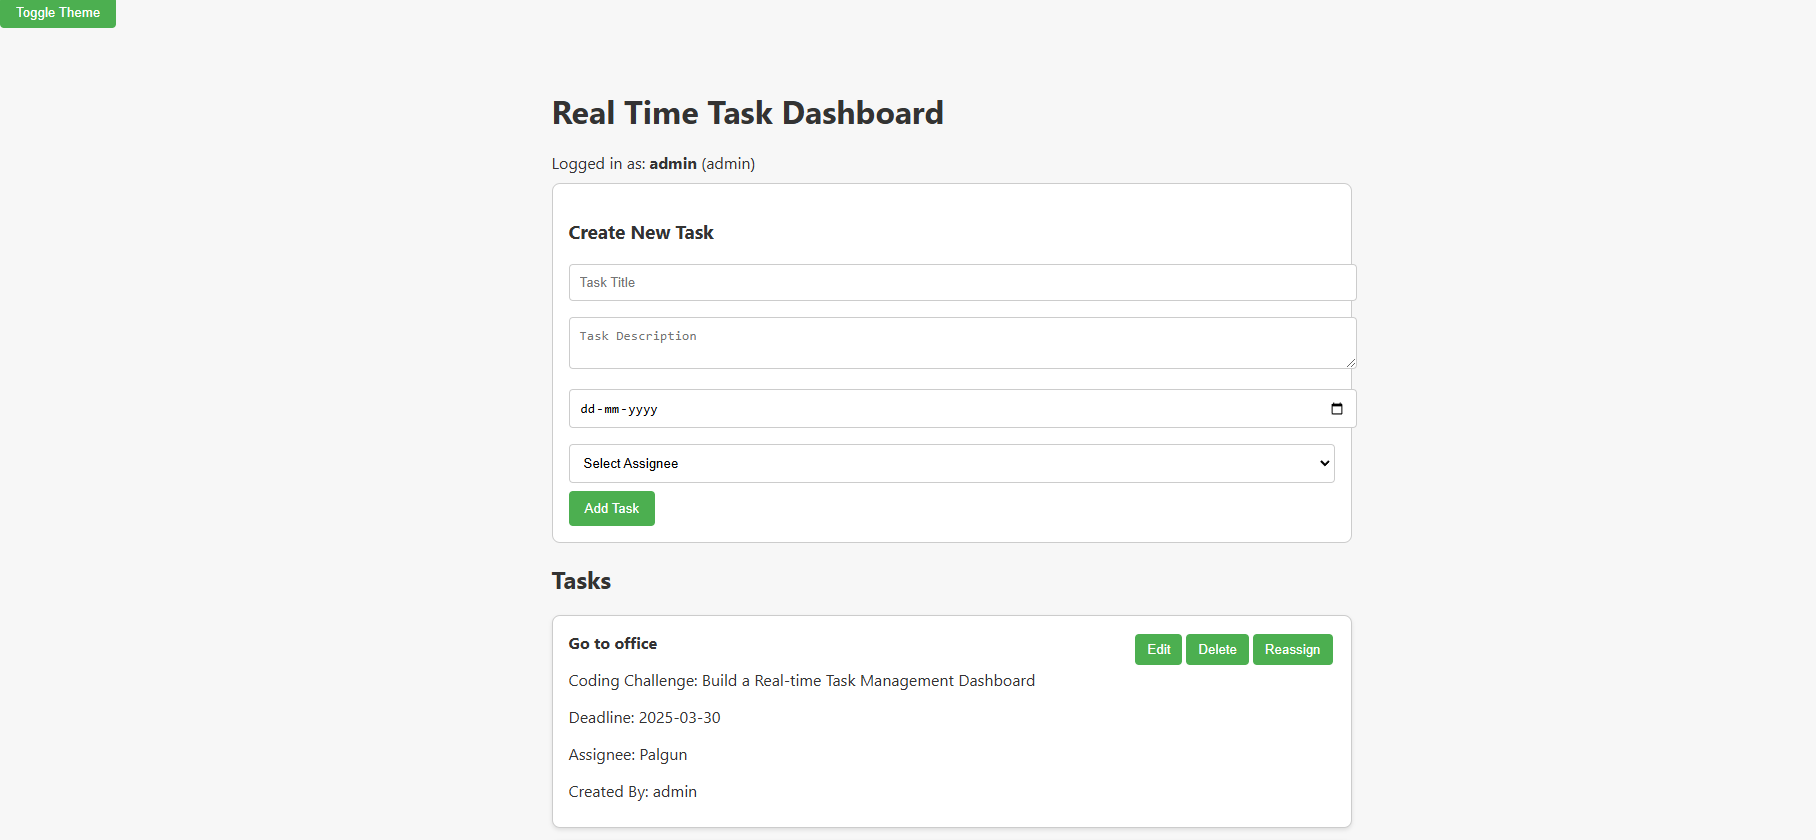 Toggle Theme
Real Time Task Dashboard
Logged in as: admin (admin)
Create New Task
Task Title
Task Description
dd-mm-yyyy
Select Assignee
Add Task
Tasks
Go to office
Edit Delete Reassign
Coding Challenge: Build a Real-time Task Management Dashboard
Deadline: 2025-03-30
Assignee: Palgun
Created By: admin